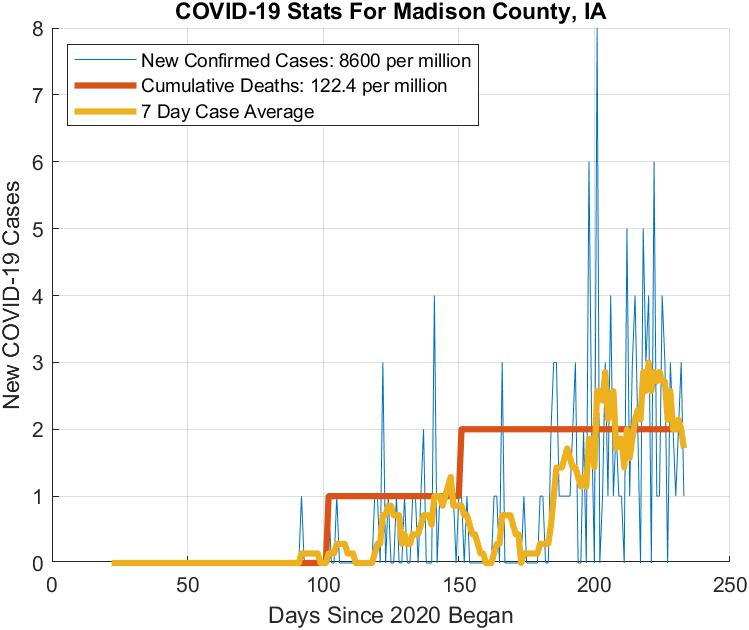 COVID-19 Stats For Madison County, IA
New Confirmed Cases: 8600 per million
Cumulative Deaths: 122.4 per million
7 Day Case Average
New COVID-19 Cases
8
7
6
5
4
3
2
1
0
0 50 100 150 200 250
Days Since 2020 Began